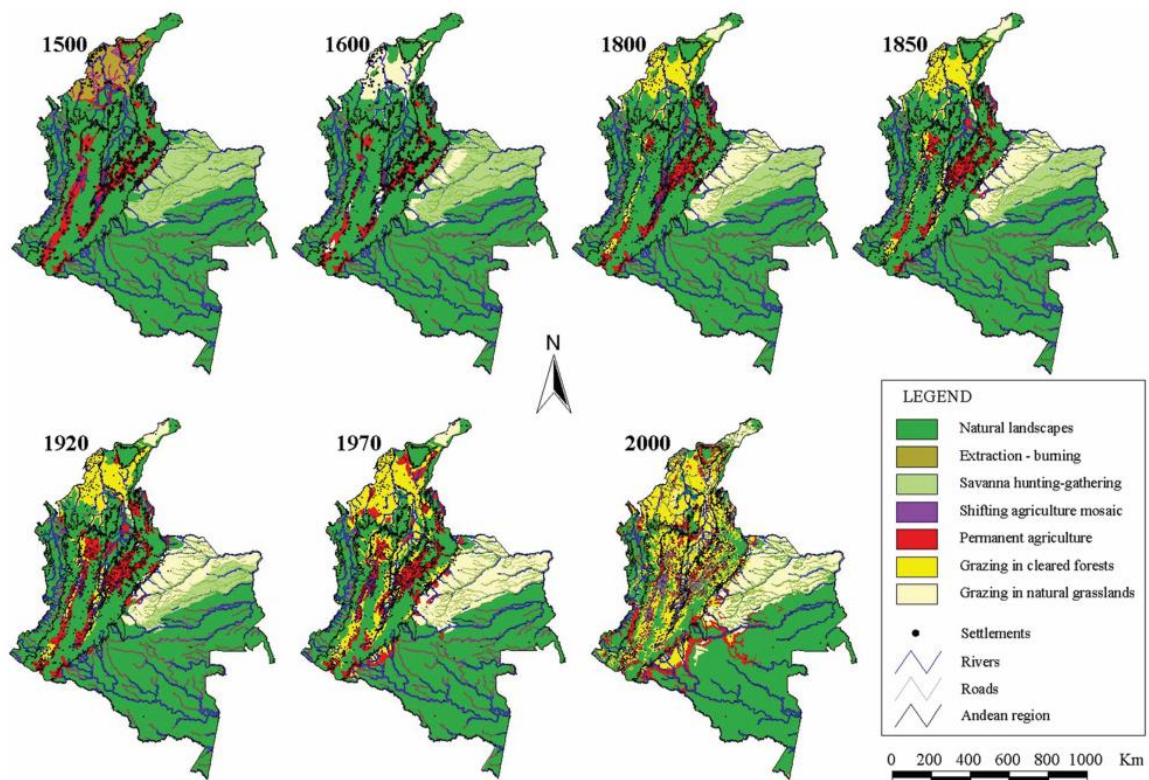 1500
1600
1800
1850
N
1920
1970
2000
LEGEND
Natural landscapes
Extraction - burning
Savanna hunting-gathering
Shifting agriculture mosaic
Permanent agriculture
Grazing in cleared forests
Grazing in natural grasslands
Settlements
Rivers
Roads
Andean region
0 200 400 600 800 1000 Km